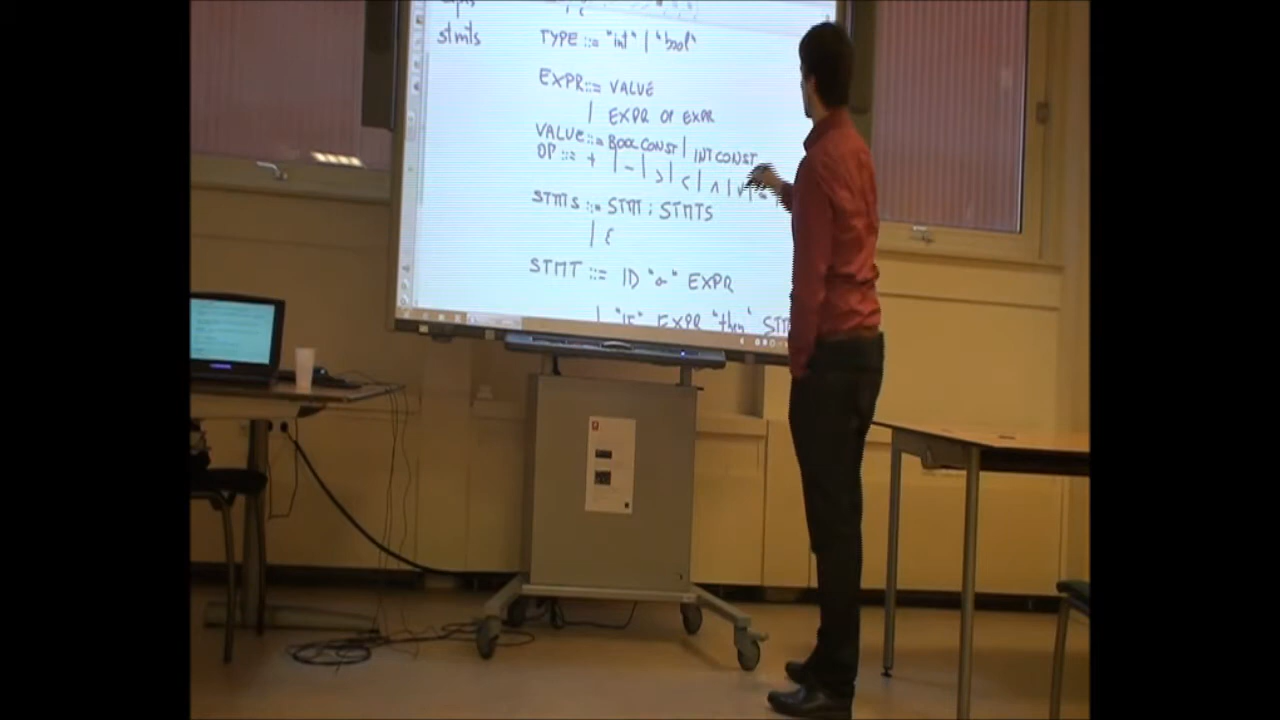 stmts
TYPE ::= "int" | "bool"
EXPR ::= VALUE
| EXPR OP EXPR
VALUE ::= BOOLCONST | INTCONST
OP ::= + | - | > | < | ∧ | ∨ |
STMTS ::= STMT ; STMTS
| ε
STMT ::= ID "a" EXPR
| "IF" EXPR "then"